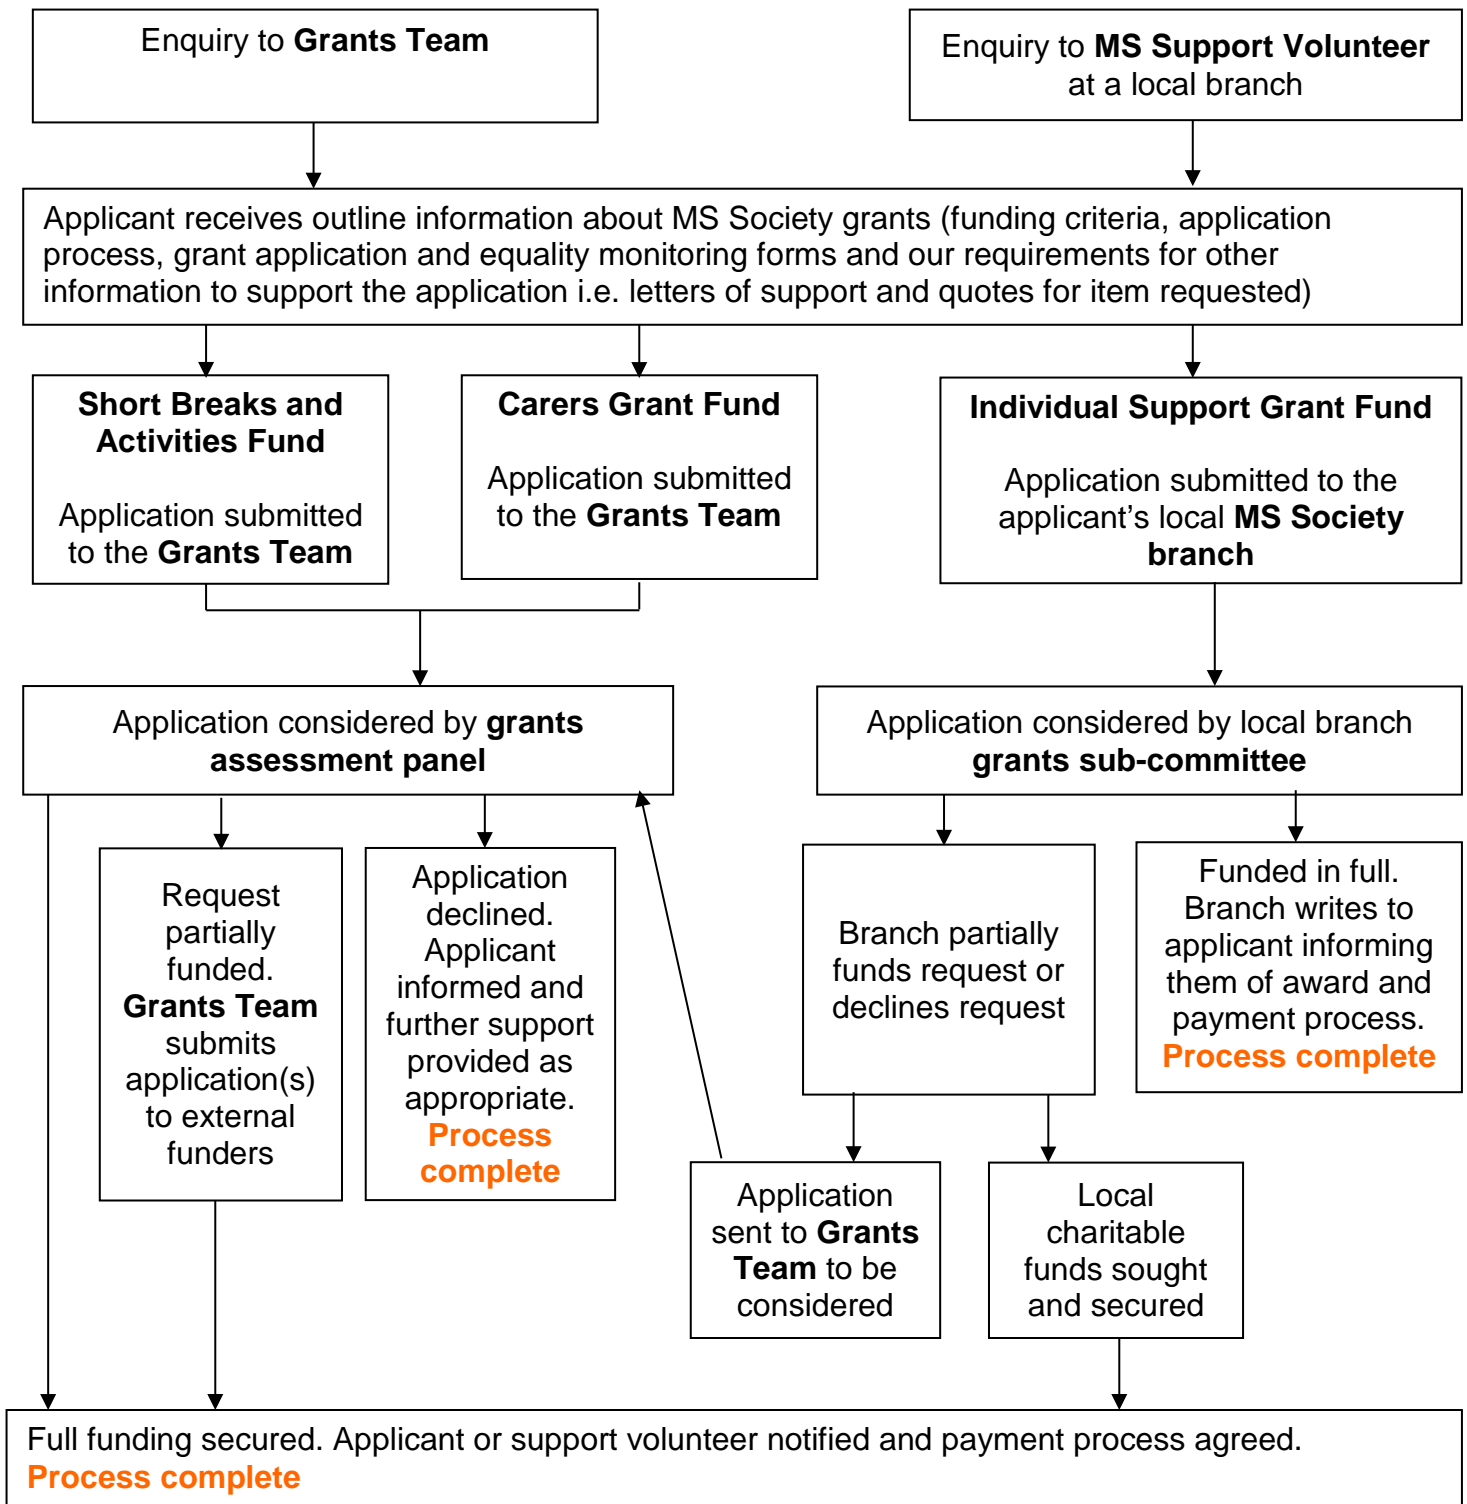 Enquiry to Grants Team
Enquiry to MS Support Volunteer
at a local branch
Applicant receives outline information about MS Society grants (funding criteria, application
process, grant application and equality monitoring forms and our requirements for other
information to support the application i.e. letters of support and quotes for item requested)
Short Breaks and
Activities Fund
Application submitted
to the Grants Team
Carers Grant Fund
Application submitted
to the Grants Team
Individual Support Grant Fund
Application submitted to the
applicant's local MS Society
branch
Application considered by grants
assessment panel
Application considered by local branch
grants sub-committee
Request
partially
funded.
Grants Team
submits
application(s)
to external
funders
Application
declined.
Applicant
informed and
further support
provided as
appropriate.
Process
complete
Branch partially
funds request or
declines request
Funded in full.
Branch writes to
applicant informing
them of award and
payment process.
Process complete
Application
sent to Grants
Team to be
considered
Local
charitable
funds sought
and secured
Full funding secured. Applicant or support volunteer notified and payment process agreed.
Process complete